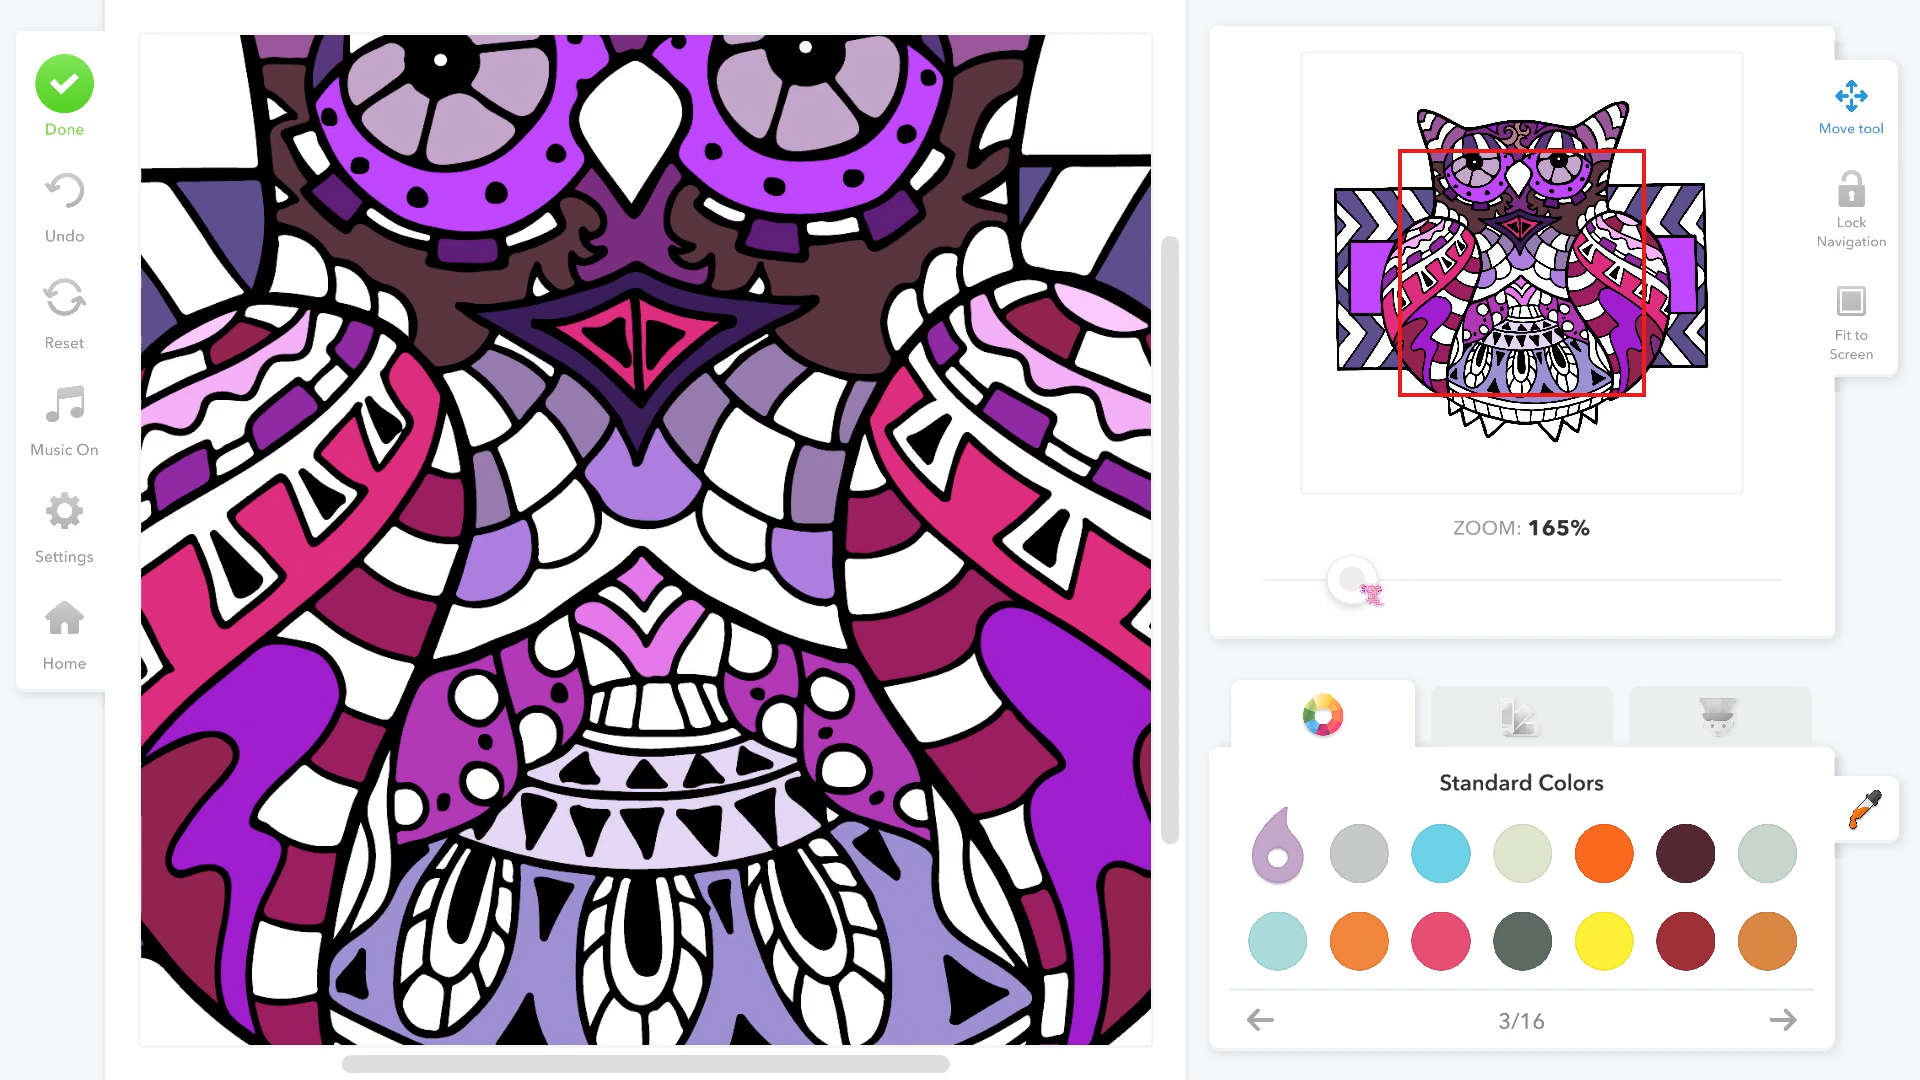 Done
Undo
Reset
Music On
Settings
Home
Move tool
Lock
Navigation
Fit to
Screen
ZOOM: 165%
Standard Colors
3/16